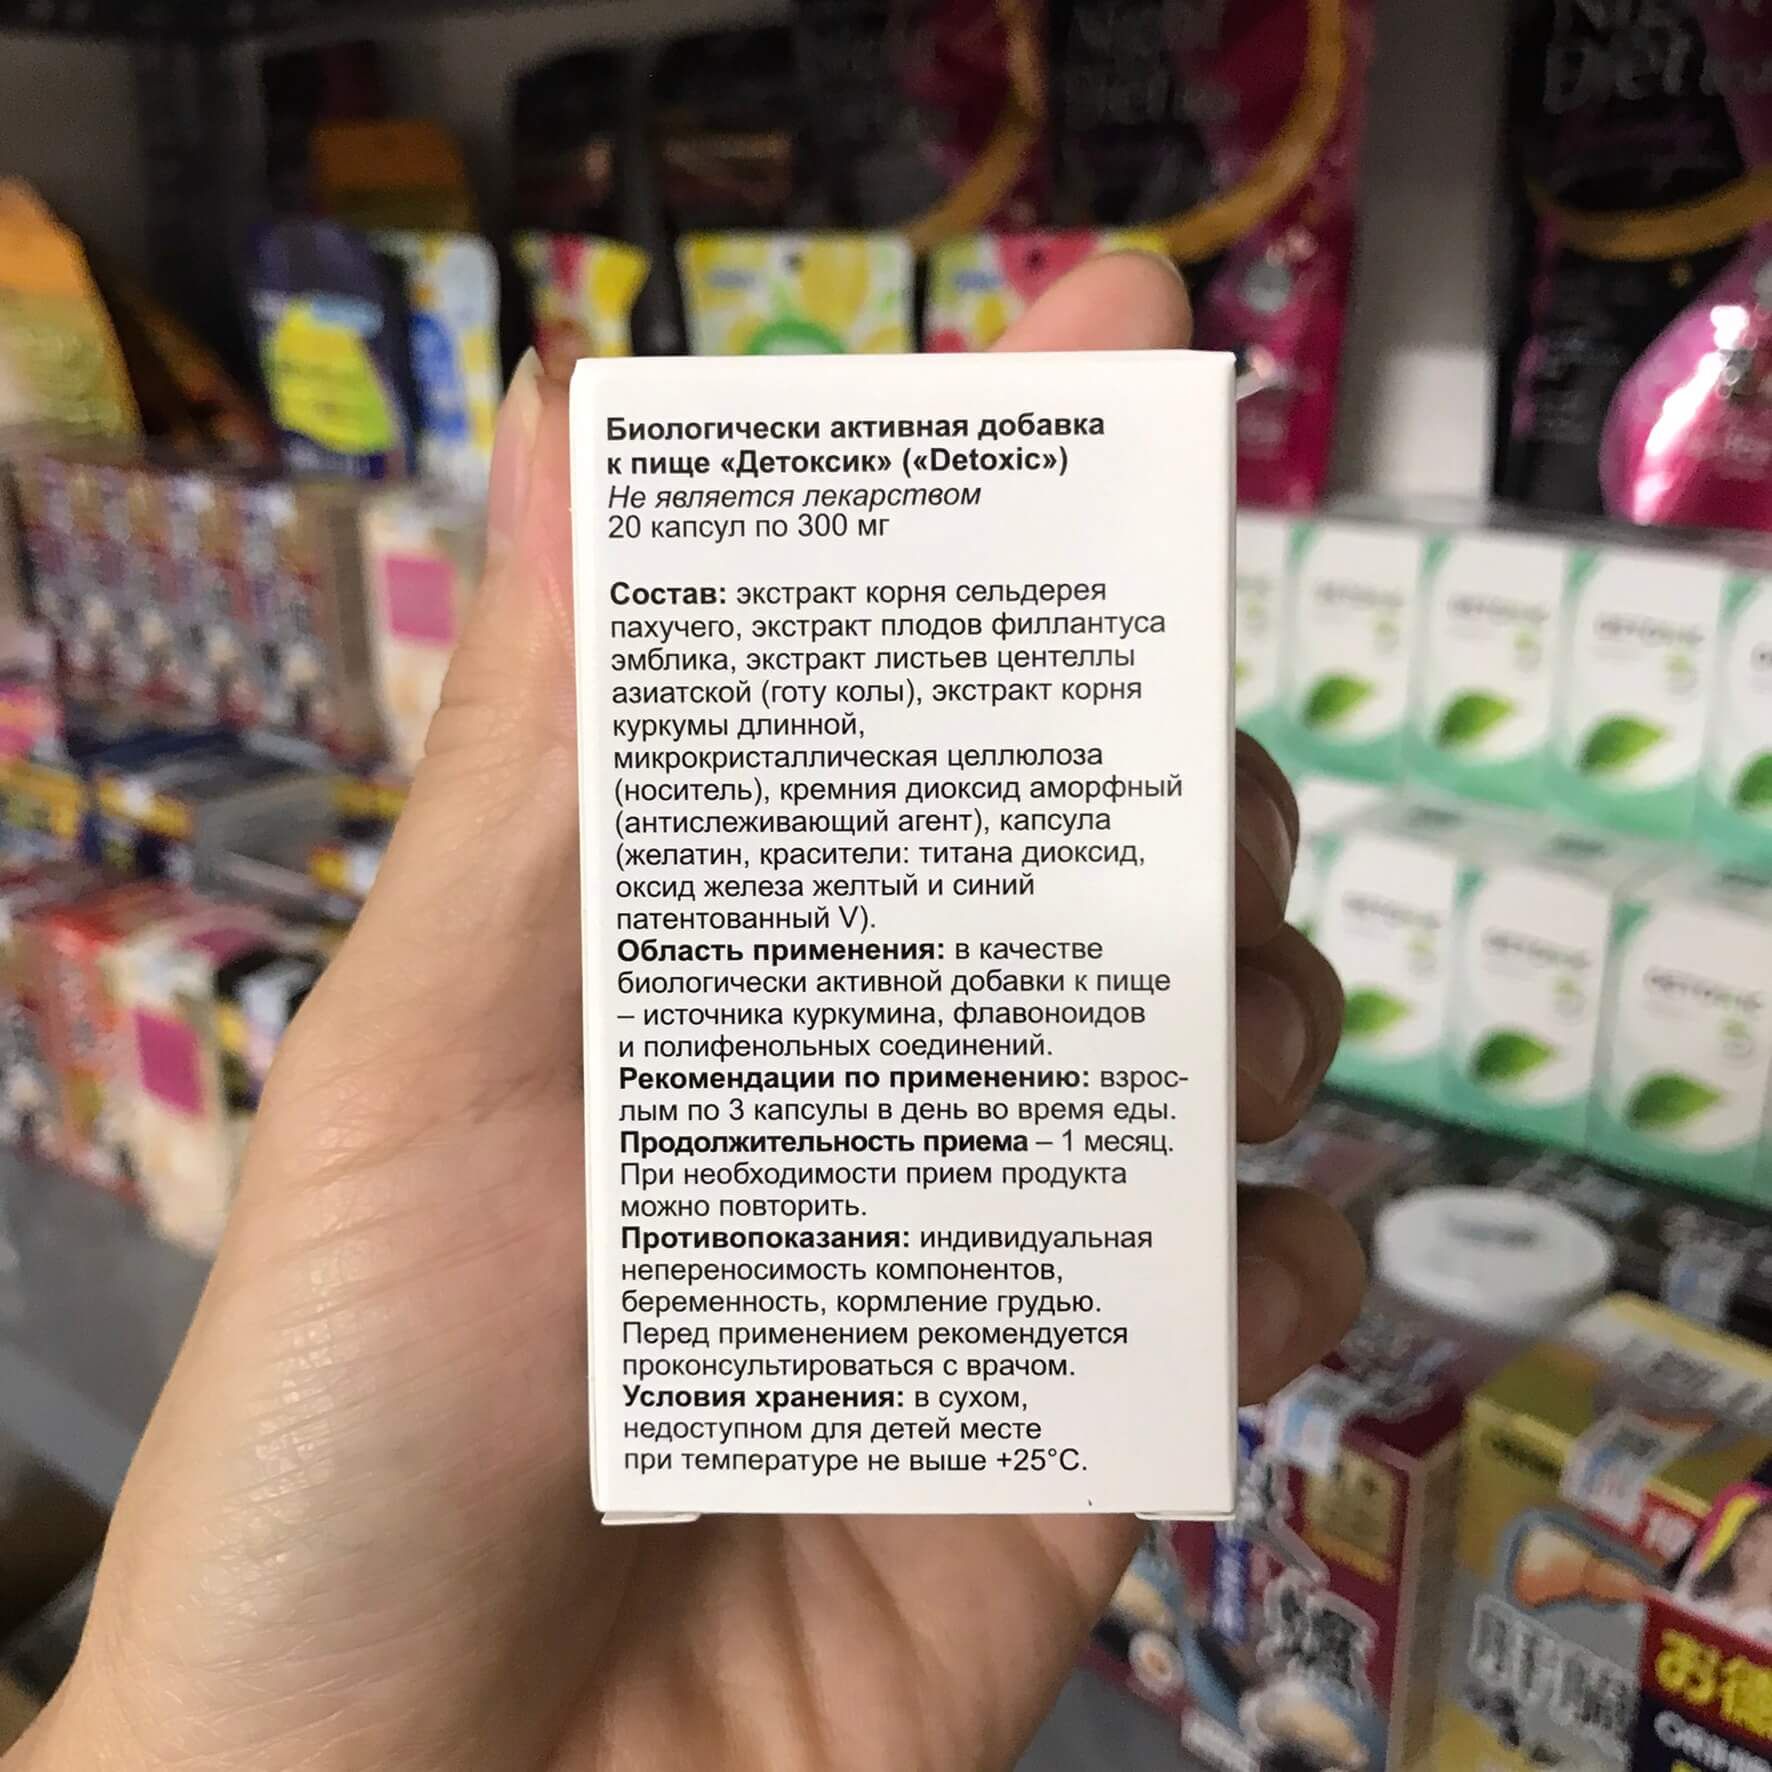 Биологически активная добавка
к пище «Детоксик» («Detoxic»)
Не является лекарством
20 капсул по 300 мг
Состав: экстракт корня сельдерея
пахучего, экстракт плодов филлантуса
эмблика, экстракт листьев центеллы
азиатской (готу колы), экстракт корня
куркумы длинной,
микрокристаллическая целлюлоза
(носитель), кремния диоксид аморфный
(антислеживающий агент), капсула
(желатин, красители: титана диоксид,
оксид железа желтый и синий
патентованный V).
Область применения: в качестве
биологически активной добавки к пище
– источника куркумина, флавоноидов
и полифенольных соединений.
Рекомендации по применению: взрос-
лым по 3 капсулы в день во время еды.
Продолжительность приема – 1 месяц.
При необходимости прием продукта
можно повторить.
Противопоказания: индивидуальная
непереносимость компонентов,
беременность, кормление грудью.
Перед применением рекомендуется
проконсультироваться с врачом.
Условия хранения: в сухом,
недоступном для детей месте
при температуре не выше +25°С.